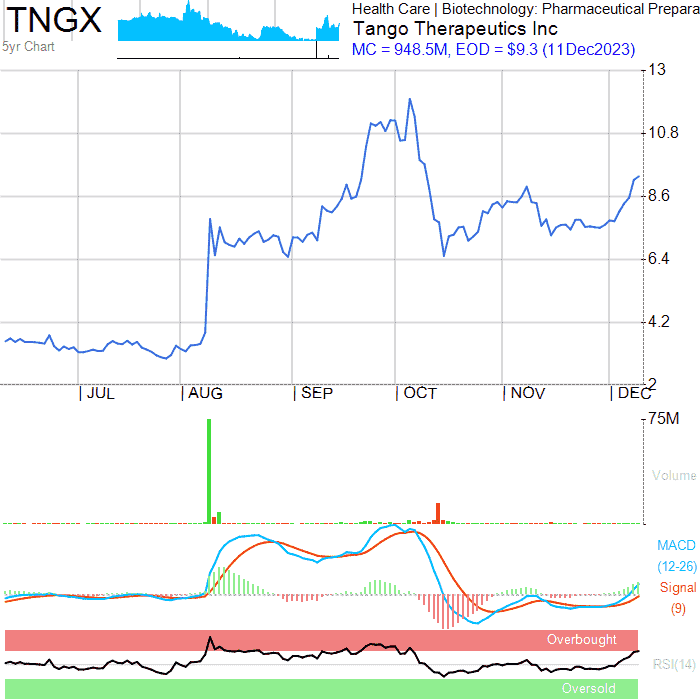 TNGX
5yr Chart
Health Care | Biotechnology: Pharmaceutical Prepara
Tango Therapeutics Inc
MC = 948.5M, EOD = $9.3 (11Dec2023)
13
10.8
8.6
6.4
4.2
2
| JUL | AUG | SEP | OCT | NOV | DEC
75M
Volume
MACD
(12-26)
Signal
(9)
Overbought
RSI(14)
Oversold